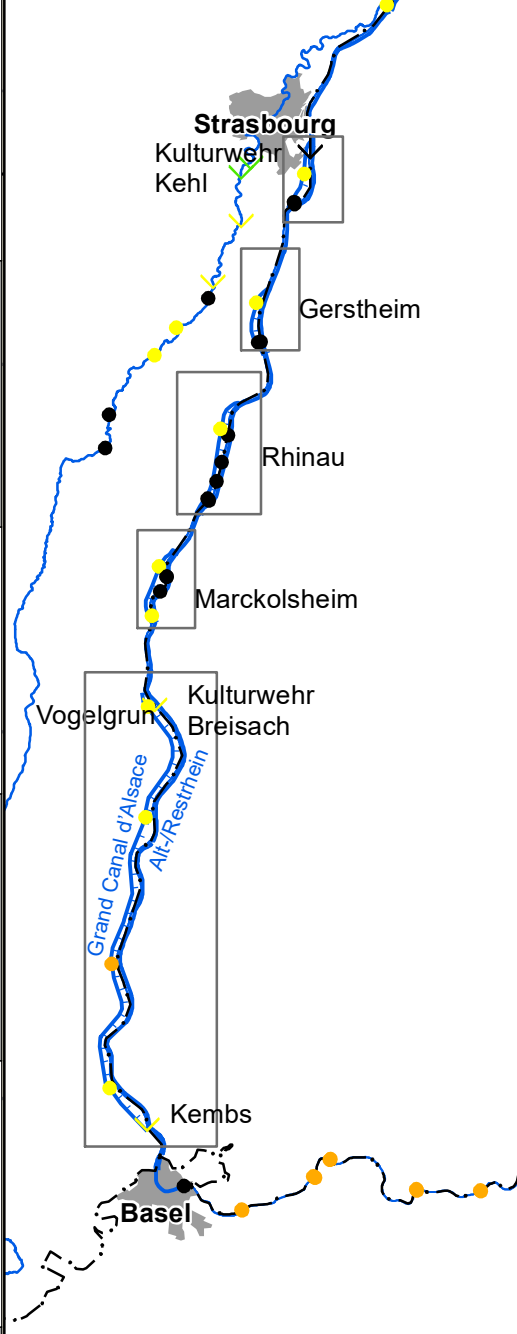 Strasbourg
Kulturwehr
Kehl
Gerstheim
Rhinau
Marckolsheim
Kulturwehr
Breisach
Vogelgrun
Grand Canal d'Alsace
Alt-/Restrhein
Kembs
Basel